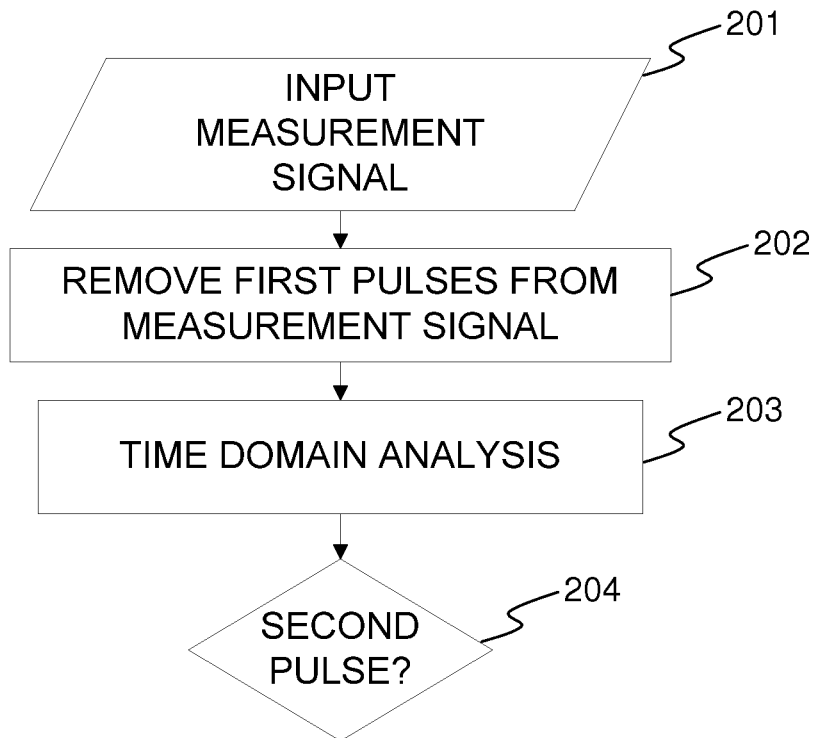 201
INPUT
MEASUREMENT
SIGNAL
202
REMOVE FIRST PULSES FROM
MEASUREMENT SIGNAL
203
TIME DOMAIN ANALYSIS
204
SECOND
PULSE?